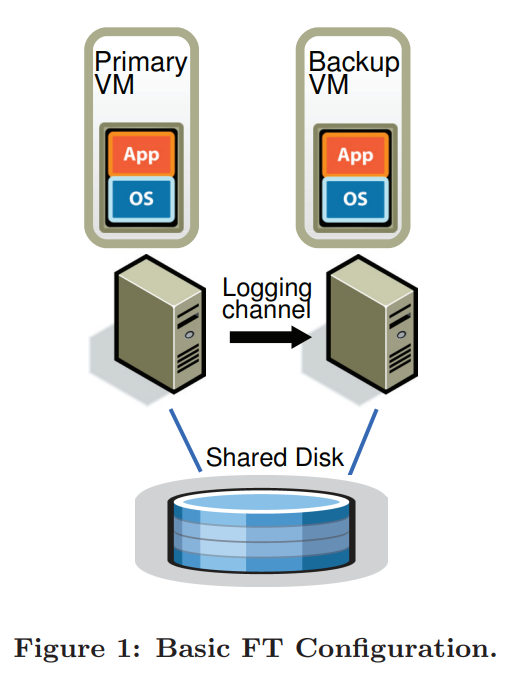 Primary
VM
Backup
VM
App
OS
App
OS
Logging
channel
Shared Disk
Figure 1: Basic FT Configuration.